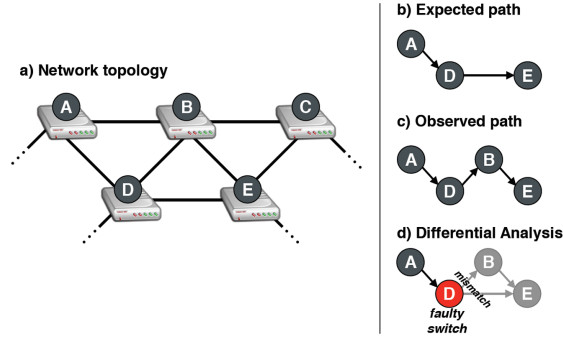 b) Expected path
A
D
E
a) Network topology
A
B
C
D
E
c) Observed path
A
B
D
E
d) Differential Analysis
A
B
D
E
mismatch
faulty
switch